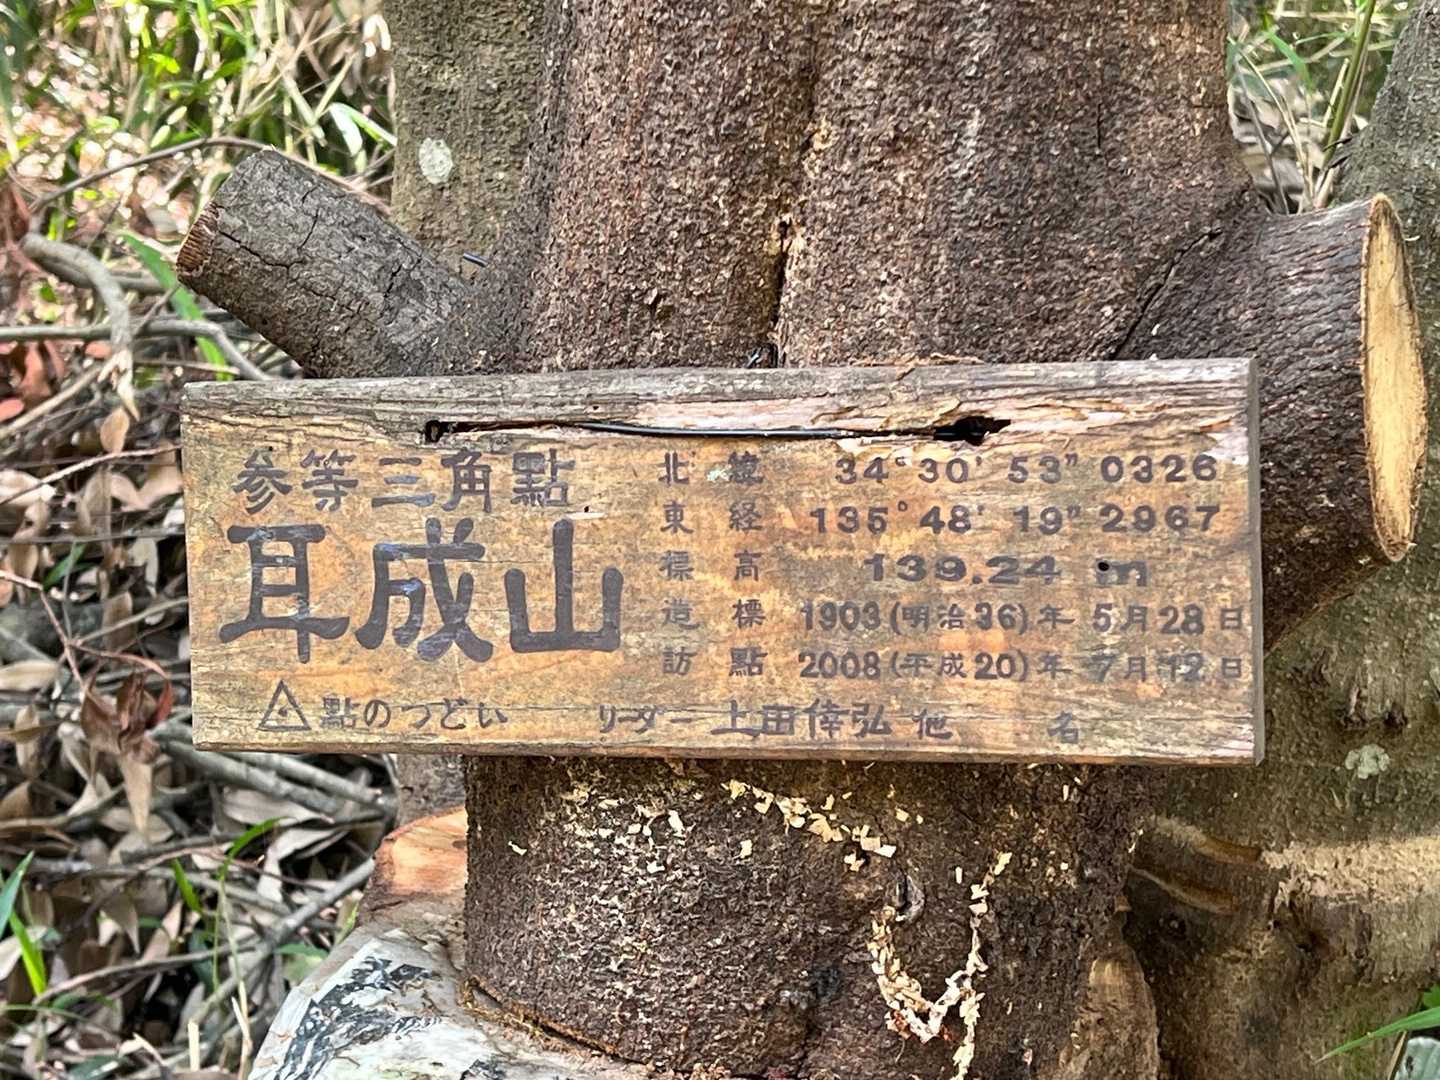 参等三角點
耳成山
北緯 34°30′53″0326
東経 135°48′19″2967
標高 139.24 m
造標 1903(明治36)年5月28日
訪點 2008(平成20)年7月12日
點のつどい リーダー 上田倖弘 他 名